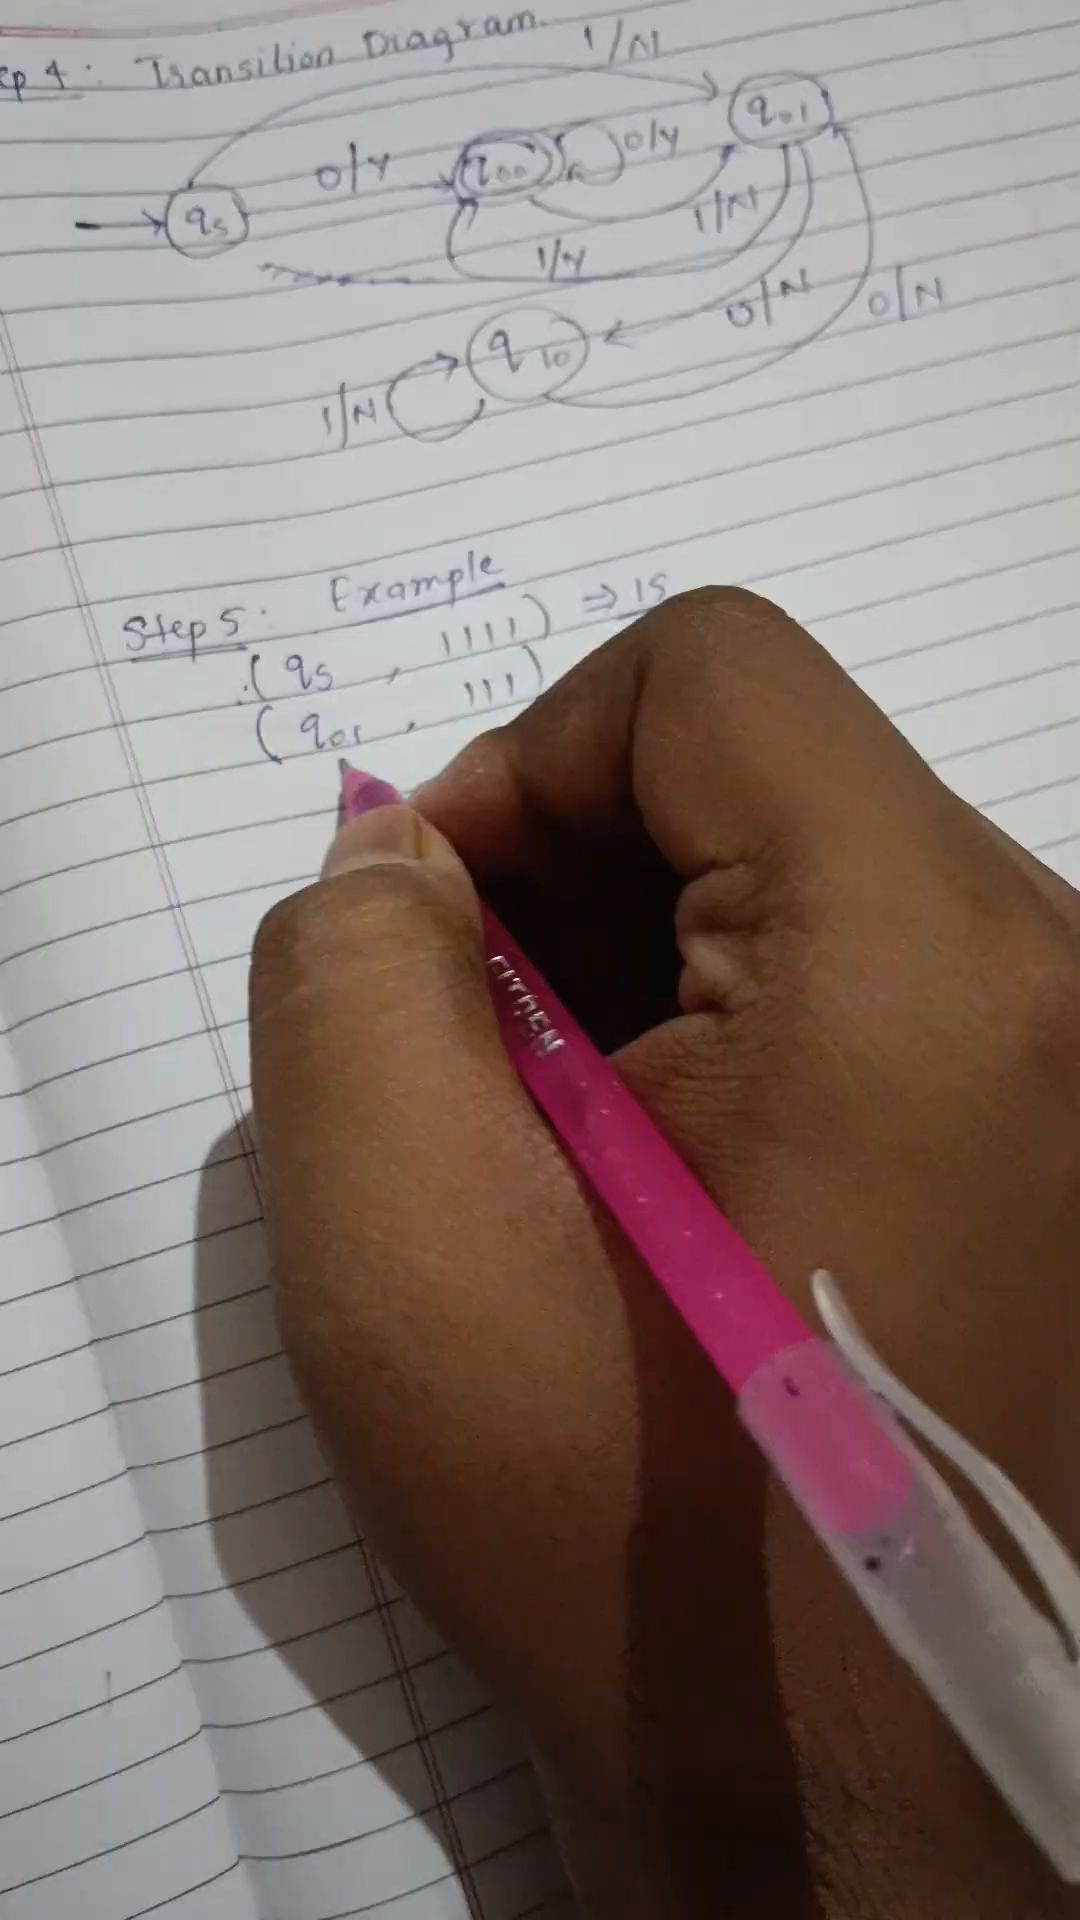 ep 4: Transition Diagram
1/N
q01
0/Y
q00
0/Y
qs
1/N
1/Y
0/N
0/N
q10
1/N
Step 5: Example
(qs , 1111) ⇒ 15
(q01 , 111)